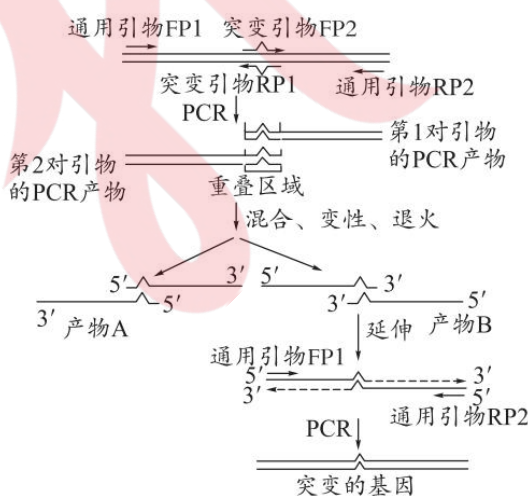 通用引物FP1 突变引物FP2
突变引物RP1 通用引物RP2
PCR
第1对引物
的PCR产物
第2对引物
的PCR产物
重叠区域
混合、变性、退火
5′ 3′ 5′ 3′
3′ 5′ 3′ 5′
产物A 产物B
延伸
通用引物FP1
5′ 3′
3′ 5′
通用引物RP2
PCR
突变的基因